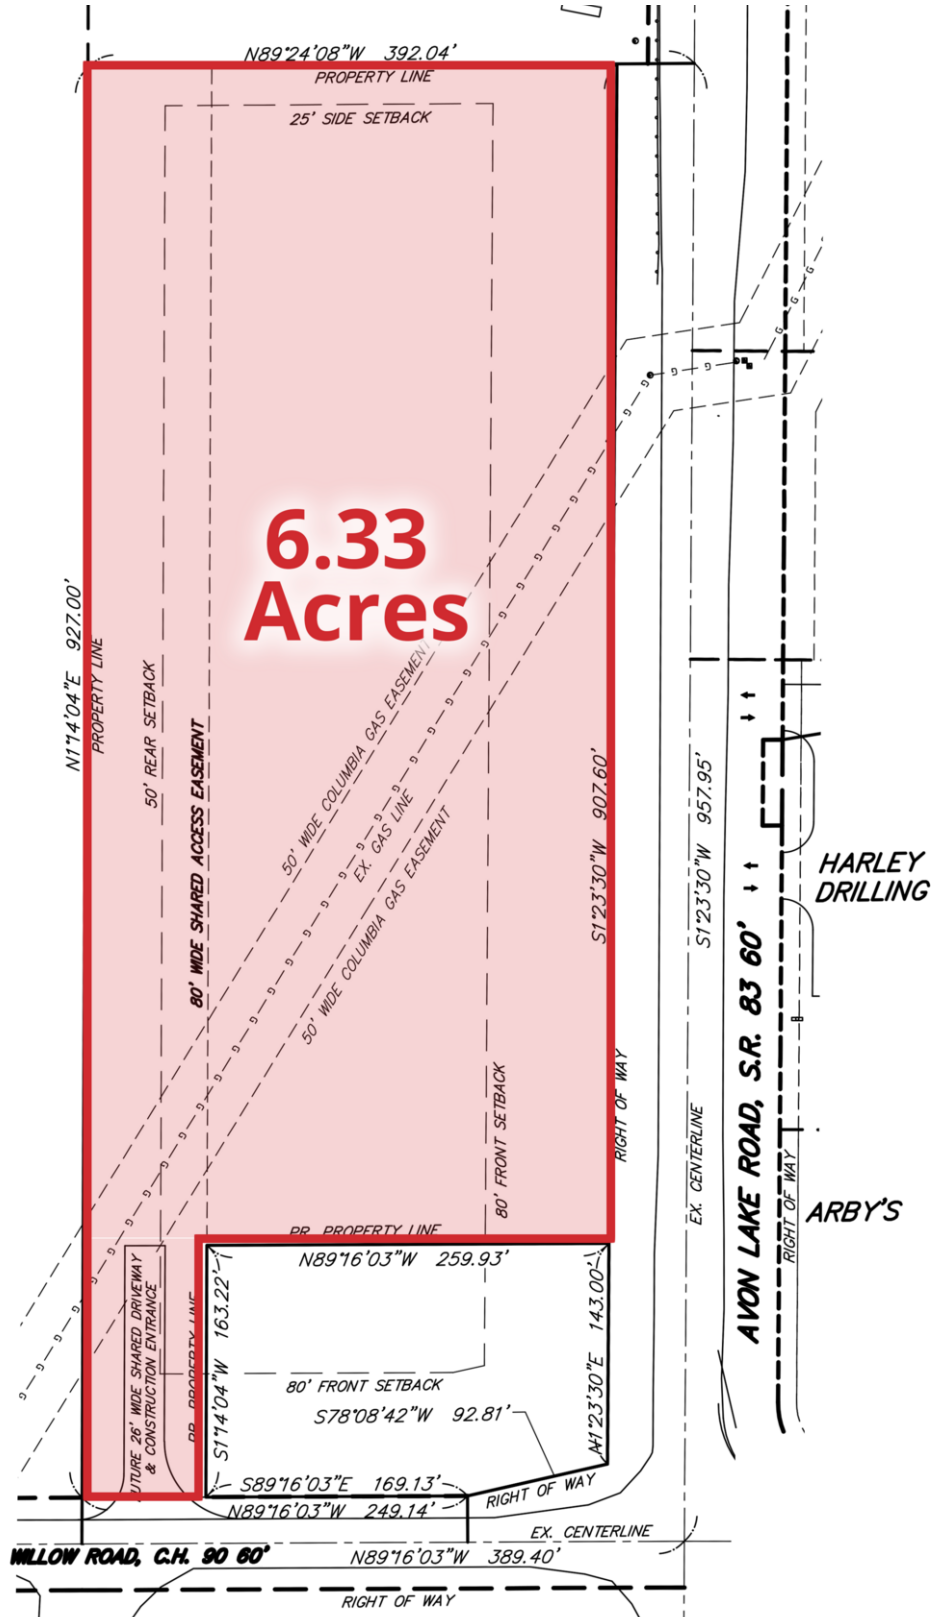 N89°24'08"W 392.04'
PROPERTY LINE
25' SIDE SETBACK
6.33
Acres
N1°14'04"E 927.00'
PROPERTY LINE
50' REAR SETBACK
80' WIDE SHARED ACCESS EASEMENT
50' WIDE COLUMBIA GAS EASEMENT
EX. GAS LINE
50' WIDE COLUMBIA GAS EASEMENT
S1°23'30"W 907.60'
S1°23'30"W 957.95'
HARLEY
DRILLING
AVON LAKE ROAD, S.R. 83 60'
80' FRONT SETBACK
RIGHT OF WAY
EX. CENTERLINE
RIGHT OF WAY
ARBY'S
PR. PROPERTY LINE
N89°16'03"W 259.93'
UTURE 26' WIDE SHARED DRIVEWAY
& CONSTRUCTION ENTRANCE
PR. PROPERTY LINE
S1°14'04"W 163.22'
143.00'
80' FRONT SETBACK
S78°08'42"W 92.81'
S89°16'03"E 169.13'
RIGHT OF WAY
N89°16'03"W 249.14'
EX. CENTERLINE
WILLOW ROAD, C.H. 90 60'
N89°16'03"W 389.40'
RIGHT OF WAY
G G G G G G